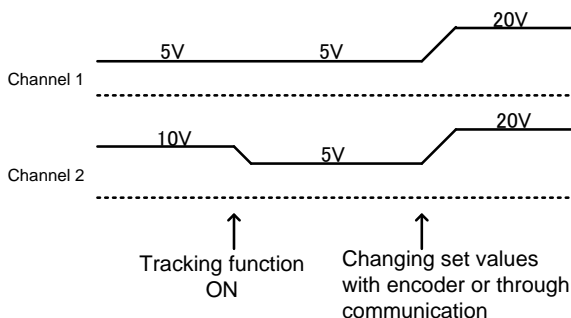 5V 5V 20V
Channel 1
10V 5V 20V
Channel 2
Tracking function
ON
Changing set values
with encoder or through
communication